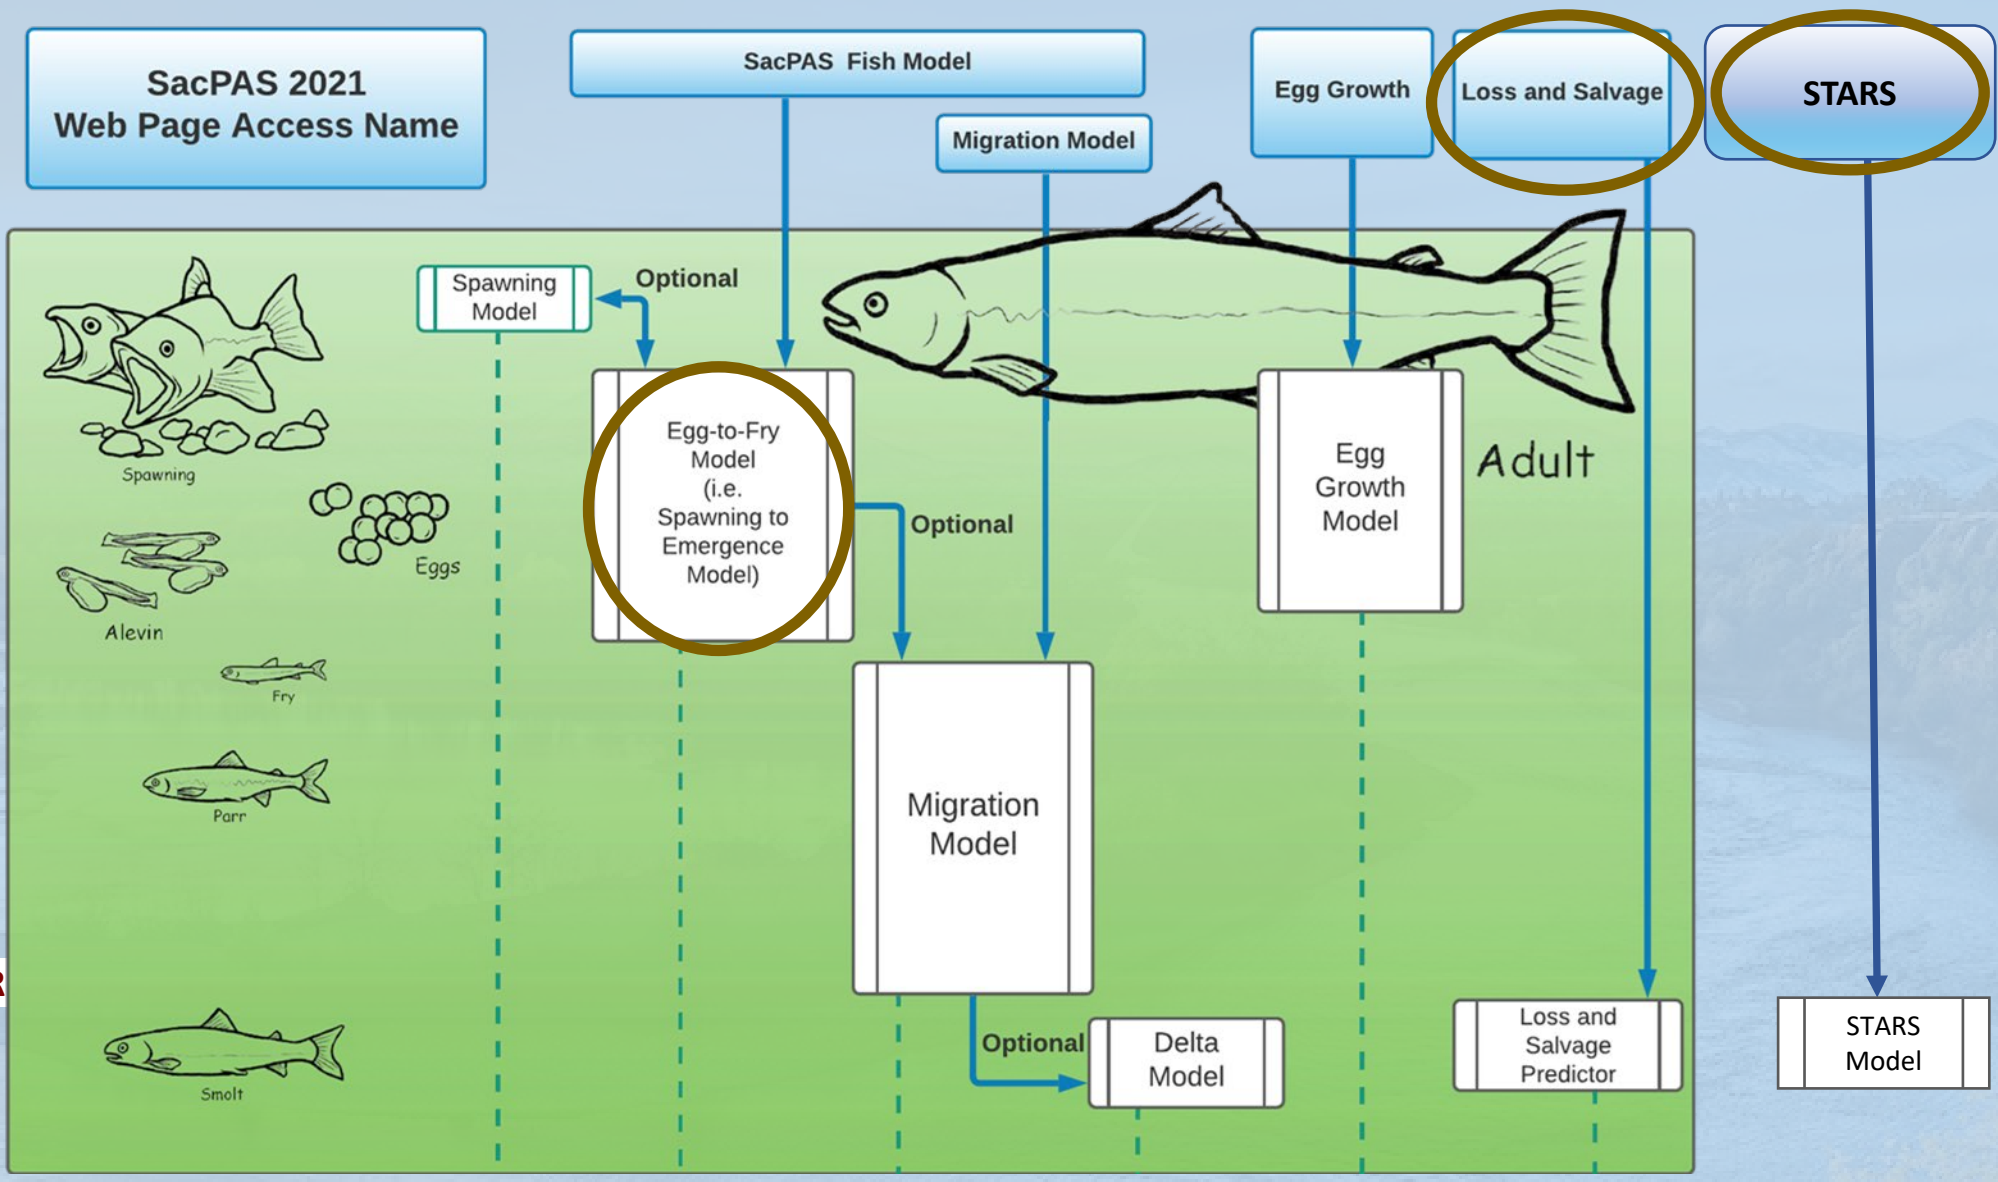 SacPAS 2021
Web Page Access Name
SacPAS Fish Model
Migration Model
Egg Growth
Loss and Salvage
STARS
Spawning
Model
Optional
Egg-to-Fry
Model
(i.e.
Spawning to
Emergence
Model)
Optional
Egg
Growth
Model
Adult
Spawning
Eggs
Alevin
Fry
Parr
Smolt
Migration
Model
Optional
Delta
Model
Loss and
Salvage
Predictor
STARS
Model
R